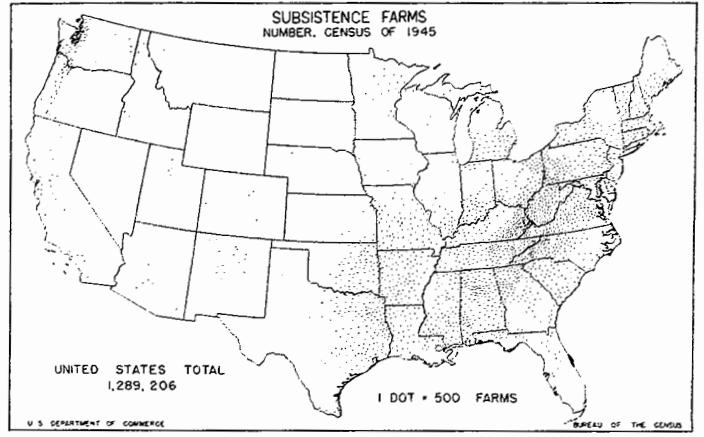 SUBSISTENCE FARMS
NUMBER, CENSUS OF 1945
UNITED STATES TOTAL
1,289,206
1 DOT = 500 FARMS
U S DEPARTMENT OF COMMERCE
BUREAU OF THE CENSUS